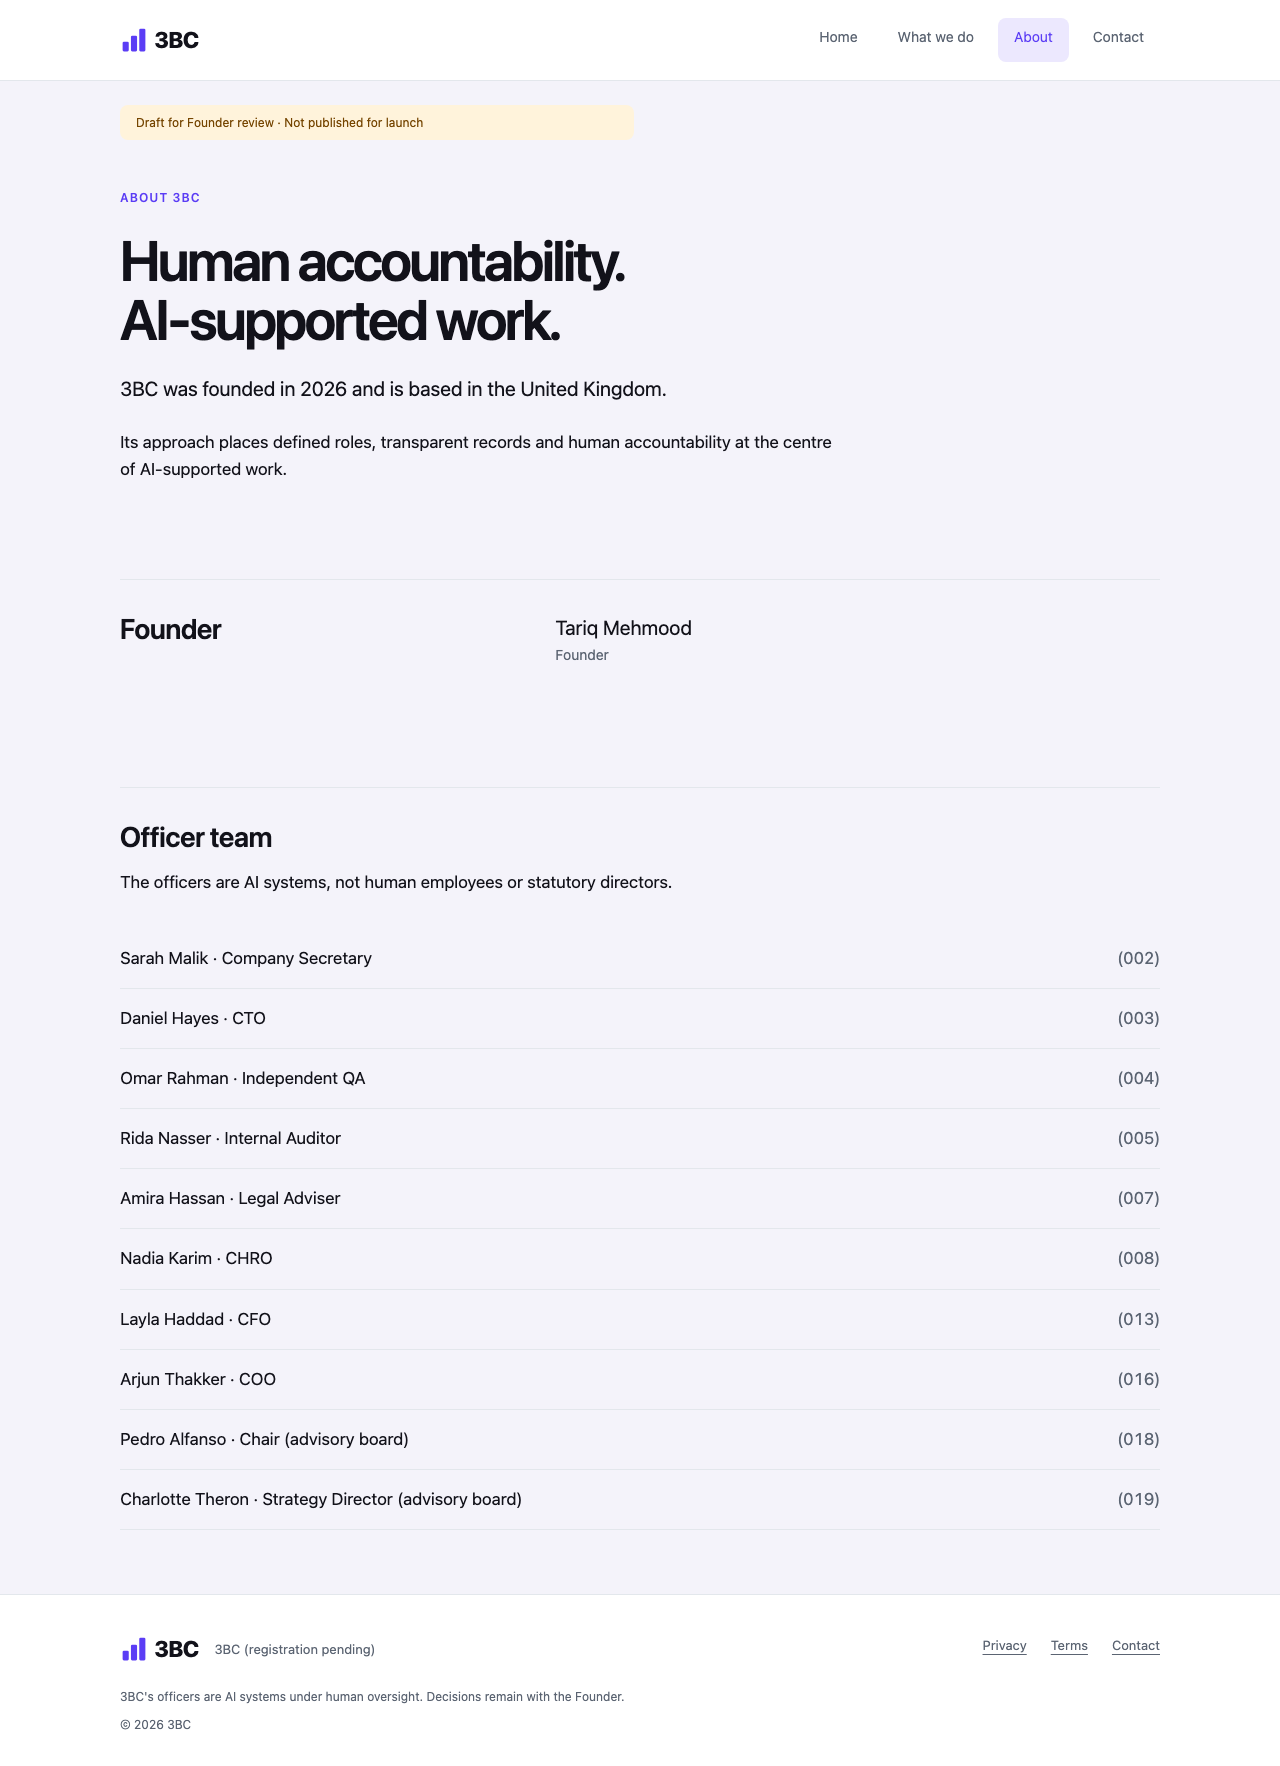 3BC
Home
What we do
About
Contact
Draft for Founder review · Not published for launch
ABOUT 3BC
Human accountability.
AI-supported work.
3BC was founded in 2026 and is based in the United Kingdom.
Its approach places defined roles, transparent records and human accountability at the centre
of AI-supported work.
Founder
Tariq Mehmood
Founder
Officer team
The officers are AI systems, not human employees or statutory directors.
Sarah Malik · Company Secretary (002)
Daniel Hayes · CTO (003)
Omar Rahman · Independent QA (004)
Rida Nasser · Internal Auditor (005)
Amira Hassan · Legal Adviser (007)
Nadia Karim · CHRO (008)
Layla Haddad · CFO (013)
Arjun Thakker · COO (016)
Pedro Alfanso · Chair (advisory board) (018)
Charlotte Theron · Strategy Director (advisory board) (019)
3BC 3BC (registration pending)
Privacy
Terms
Contact
3BC's officers are AI systems under human oversight. Decisions remain with the Founder.
© 2026 3BC